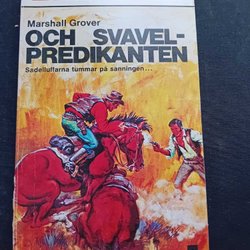 Marshall Grover
OCH SVAVEL-
PREDIKANTEN
Sadelluffarna tummar på sanningen...